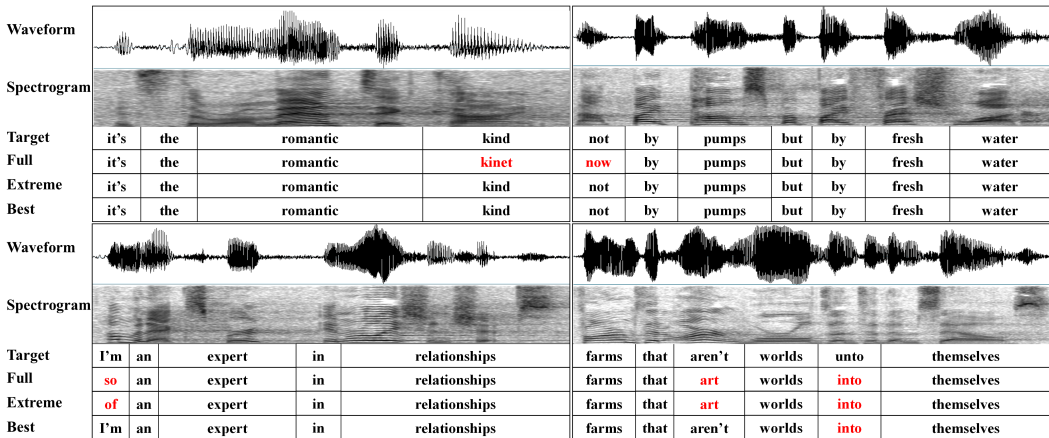 Waveform
Spectrogram
Target it's the romantic kind not by pumps but by fresh water
Full it's the romantic kinet now by pumps but by fresh water
Extreme it's the romantic kind not by pumps but by fresh water
Best it's the romantic kind not by pumps but by fresh water
Waveform
Spectrogram
Target I'm an expert in relationships farms that aren't worlds unto themselves
Full so an expert in relationships farms that art worlds into themselves
Extreme of an expert in relationships farms that art worlds into themselves
Best I'm an expert in relationships farms that aren't worlds into themselves